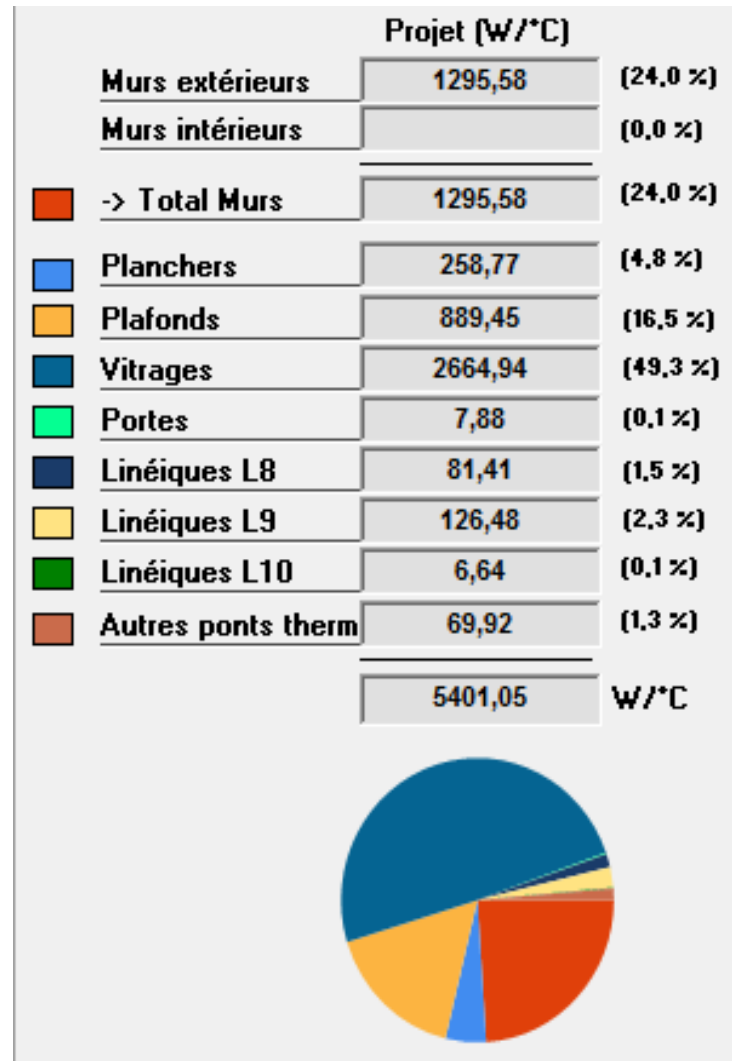 Projet (W/°C)
Murs extérieurs 1295,58 (24,0 %)
Murs intérieurs (0,0 %)
-> Total Murs 1295,58 (24,0 %)
Planchers 258,77 (4,8 %)
Plafonds 889,45 (16,5 %)
Vitrages 2664,94 (49,3 %)
Portes 7,88 (0,1 %)
Linéiques L8 81,41 (1,5 %)
Linéiques L9 126,48 (2,3 %)
Linéiques L10 6,64 (0,1 %)
Autres ponts therm 69,92 (1,3 %)
5401,05 W/°C